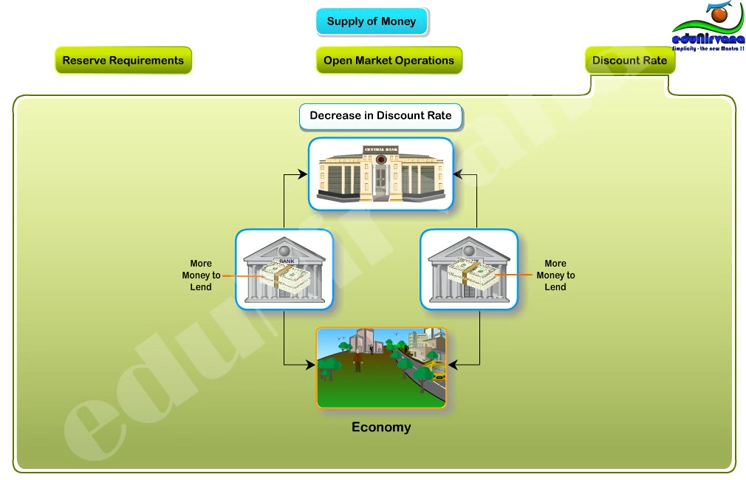 Supply of Money
eduNirvana
Simplicity - the new Mantra !!
Reserve Requirements
Open Market Operations
Discount Rate
Decrease in Discount Rate
CENTRAL BANK
BANK
More
Money to
Lend
More
Money to
Lend
Economy